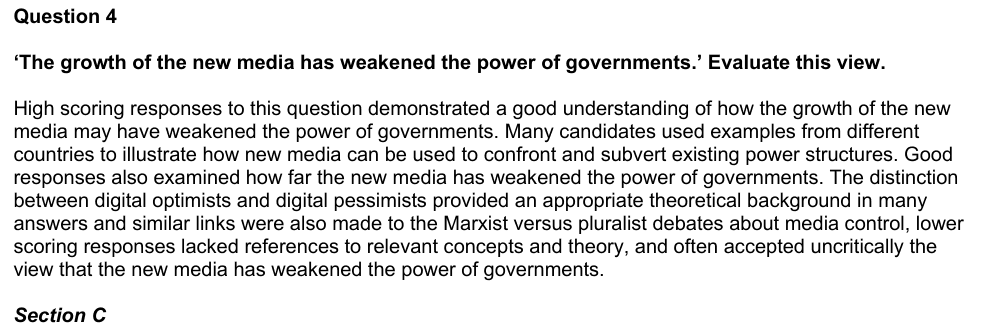 Question 4
‘The growth of the new media has weakened the power of governments.’ Evaluate this view.
High scoring responses to this question demonstrated a good understanding of how the growth of the new
media may have weakened the power of governments. Many candidates used examples from different
countries to illustrate how new media can be used to confront and subvert existing power structures. Good
responses also examined how far the new media has weakened the power of governments. The distinction
between digital optimists and digital pessimists provided an appropriate theoretical background in many
answers and similar links were also made to the Marxist versus pluralist debates about media control, lower
scoring responses lacked references to relevant concepts and theory, and often accepted uncritically the
view that the new media has weakened the power of governments.
Section C